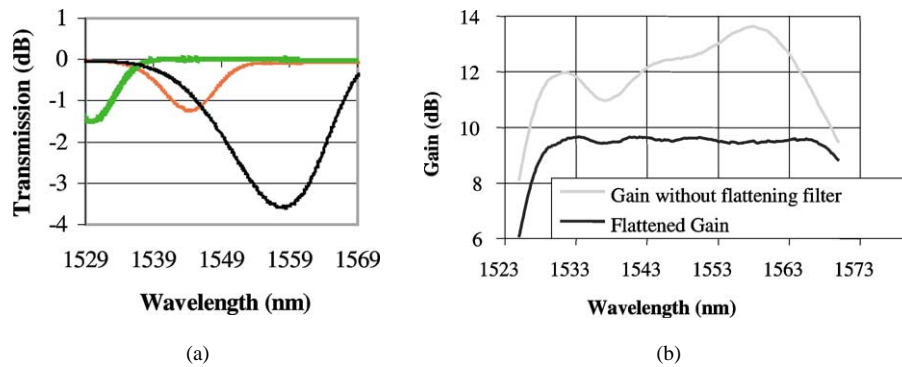 1
0
-1
-2
-3
-4
Transmission (dB)
1529 1539 1549 1559 1569
Wavelength (nm)
(a)
14
12
10
8
6
Gain (dB)
Gain without flattening filter
Flattened Gain
1523 1533 1543 1553 1563 1573
Wavelength (nm)
(b)